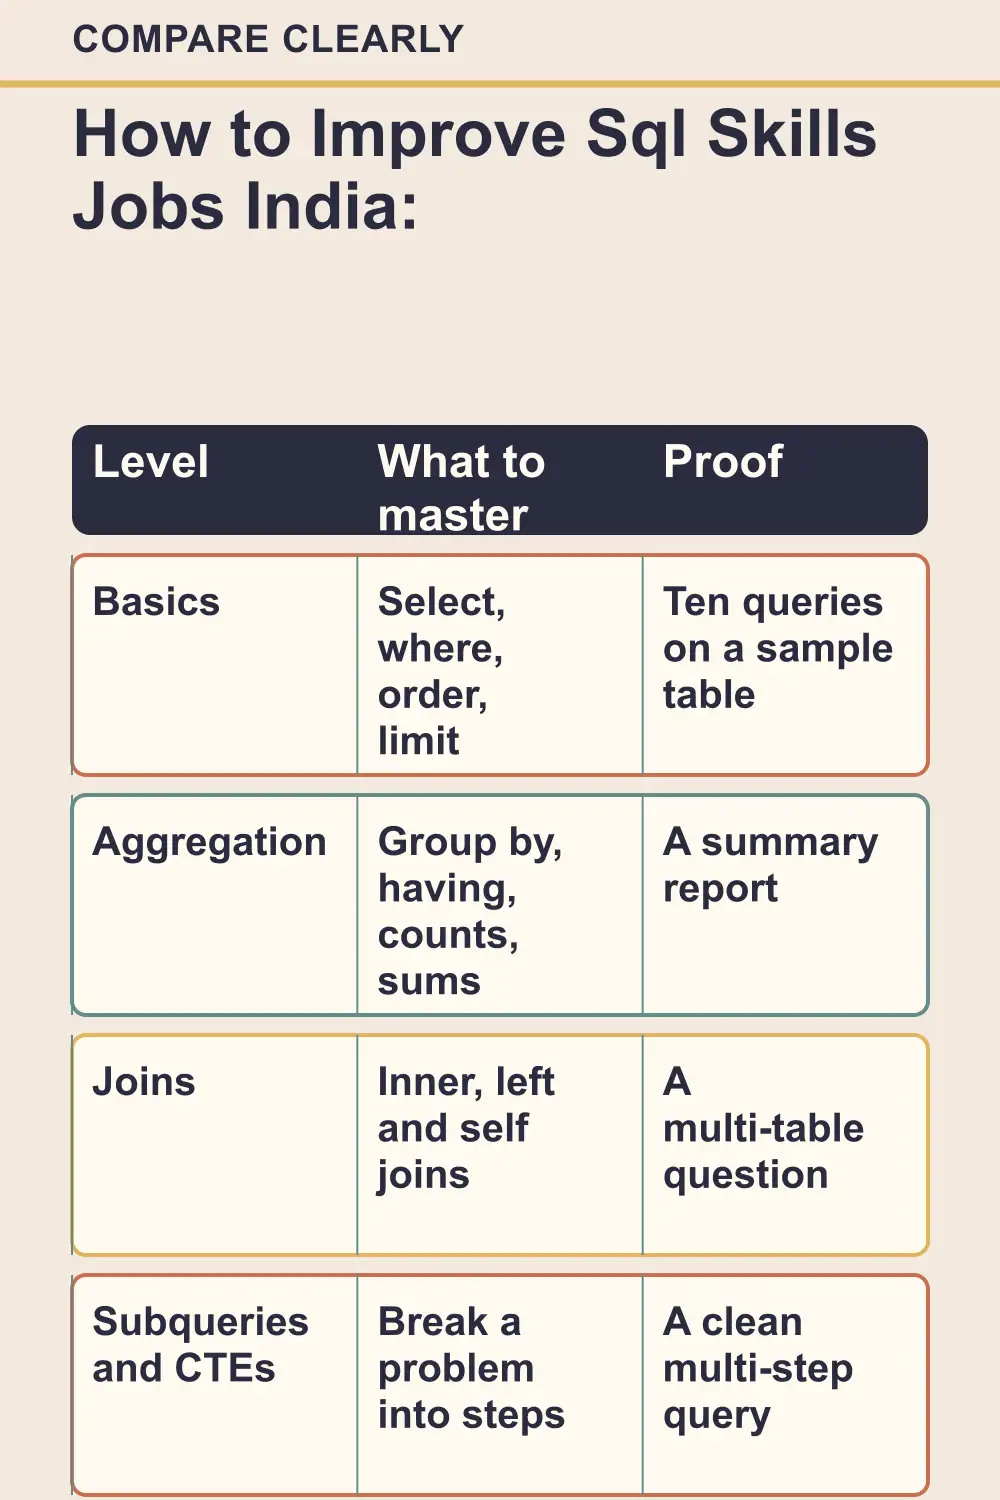 COMPARE CLEARLY
How to Improve Sql Skills
Jobs India:
Level
What to
master
Proof
Basics
Select,
where,
order,
limit
Ten queries
on a sample
table
Aggregation
Group by,
having,
counts,
sums
A summary
report
Joins
Inner, left
and self
joins
A
multi-table
question
Subqueries
and CTEs
Break a
problem
into steps
A clean
multi-step
query